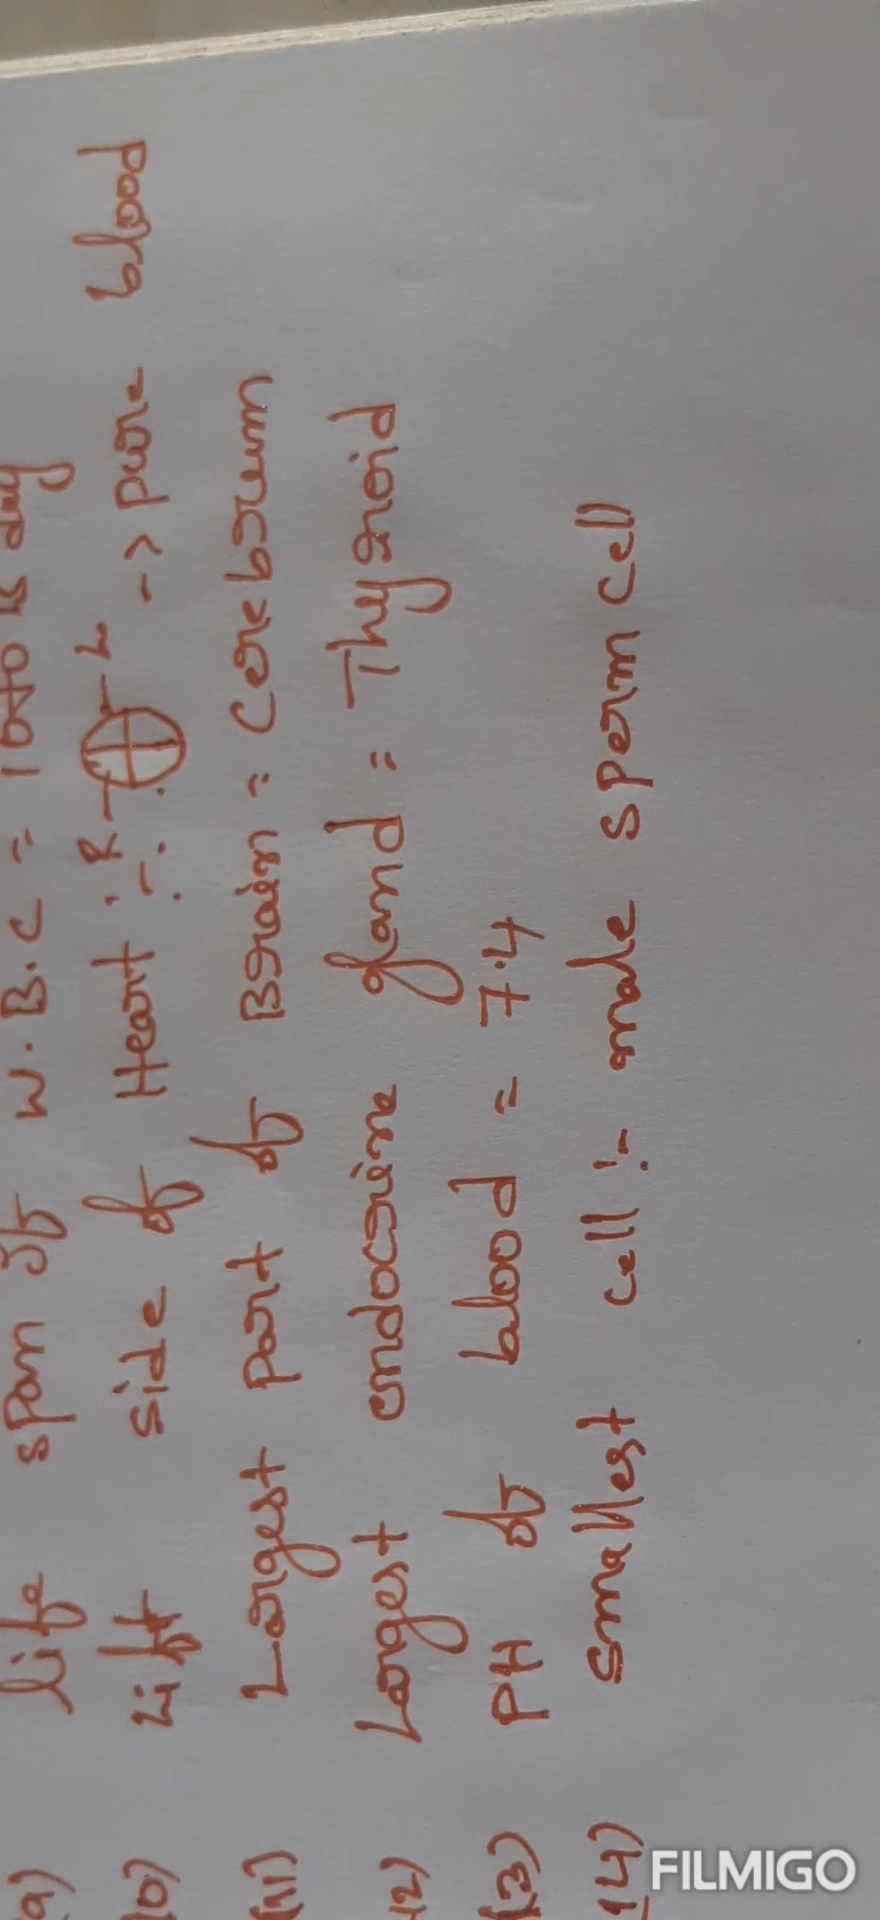 9) life span of W.B.C = 10 to 15 day
10) Lift side of Heart :- R L -> pure blood
(11) Largest part of Brain = Cerebrum
12) Largest endocrine gland = Thyroid
(13) PH of blood = 7.4
14) Smallest cell :- male sperm cell
FILMIGO